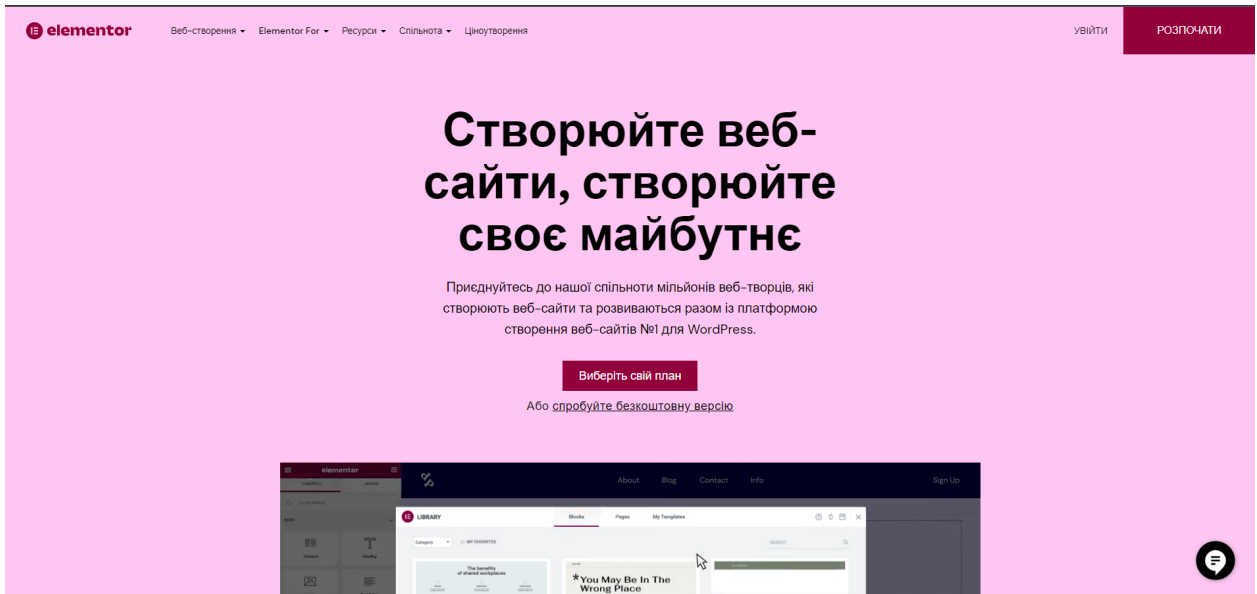 elementor
Веб-створення Elementor For Ресурси Спільнота Ціноутворення
УВІЙТИ
РОЗПОЧАТИ
Створюйте веб-
сайти, створюйте
своє майбутнє
Приєднуйтесь до нашої спільноти мільйонів веб-творців, які
створюють веб-сайти та розвиваються разом із платформою
створення веб-сайтів №1 для WordPress.
Виберіть свій план
Або спробуйте безкоштовну версію
elementor
About Blog Contact Info Sign Up
LIBRARY Blocks Pages My Templates
Category MY FAVORITES SEARCH
The benefits
of shared workspaces
*You May Be In The
Wrong Place